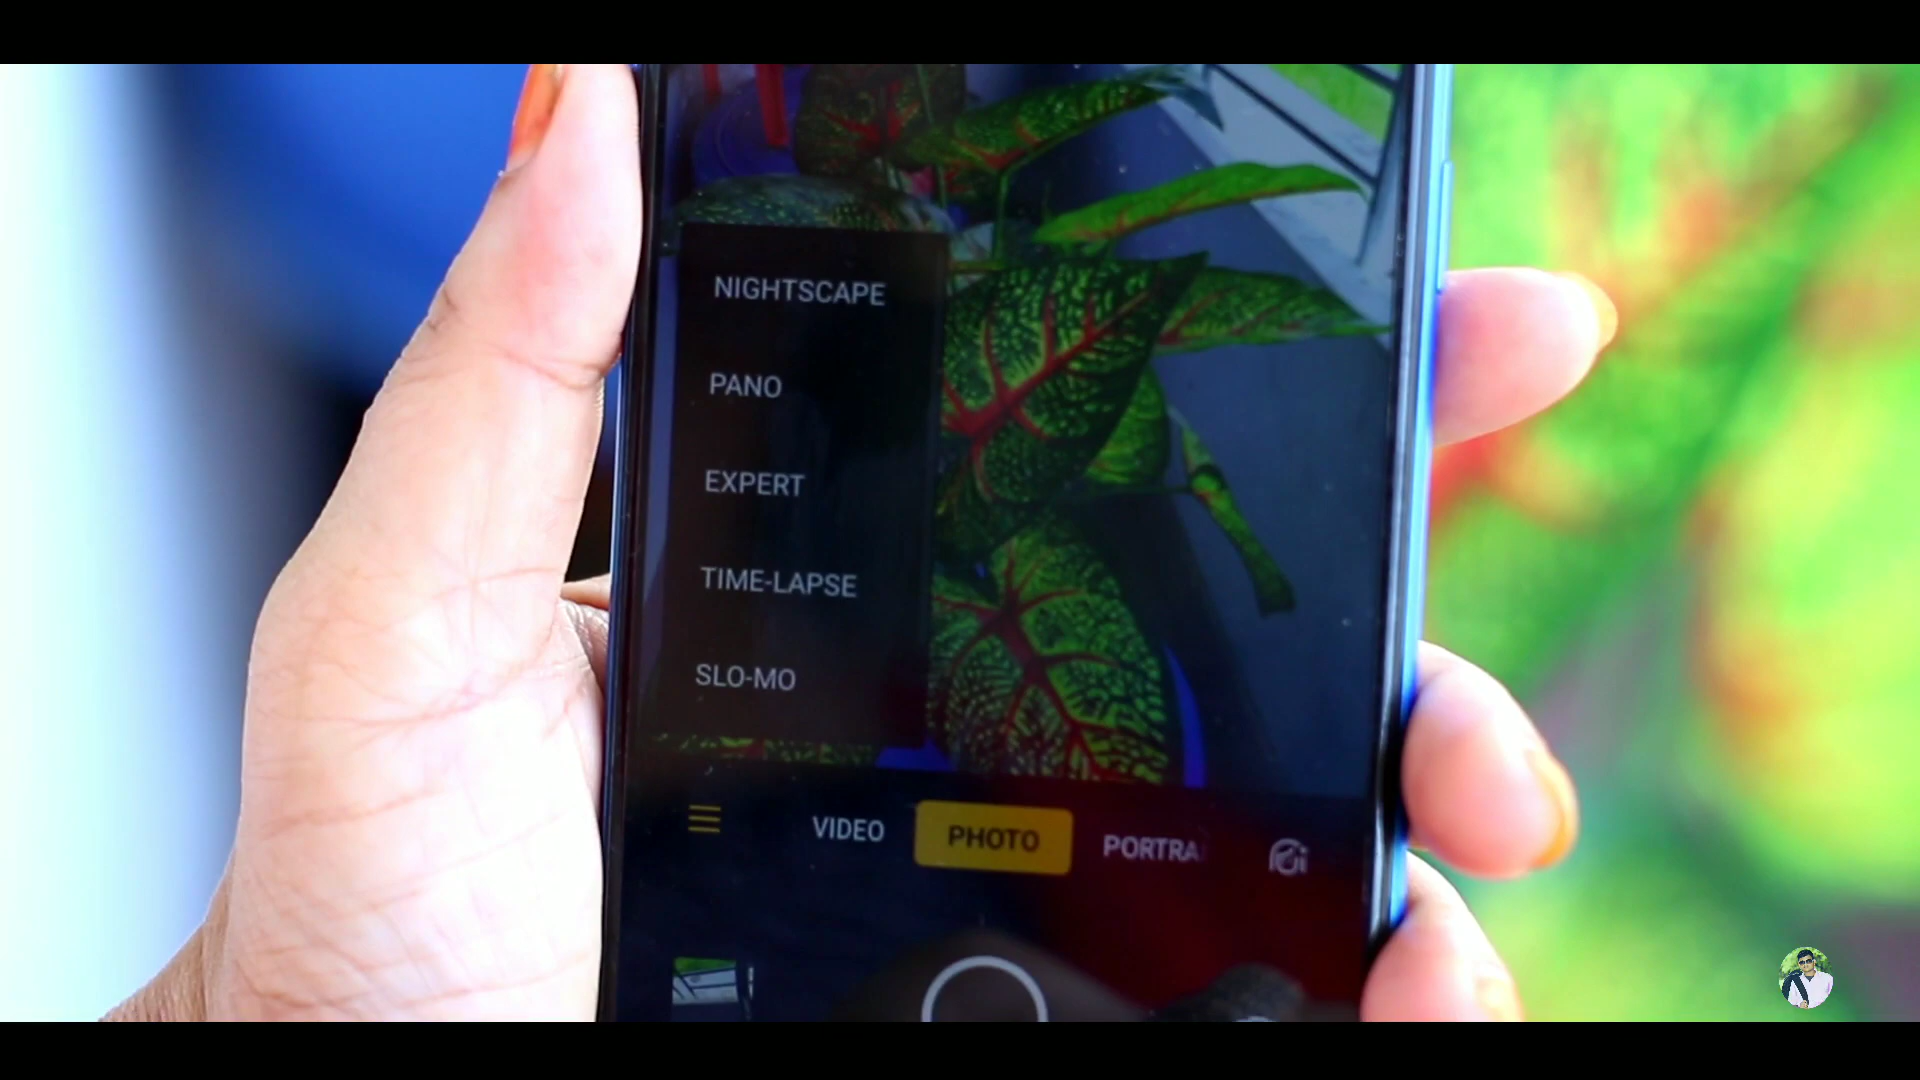 NIGHTSCAPE
PANO
EXPERT
TIME-LAPSE
SLO-MO
VIDEO PHOTO PORTRA